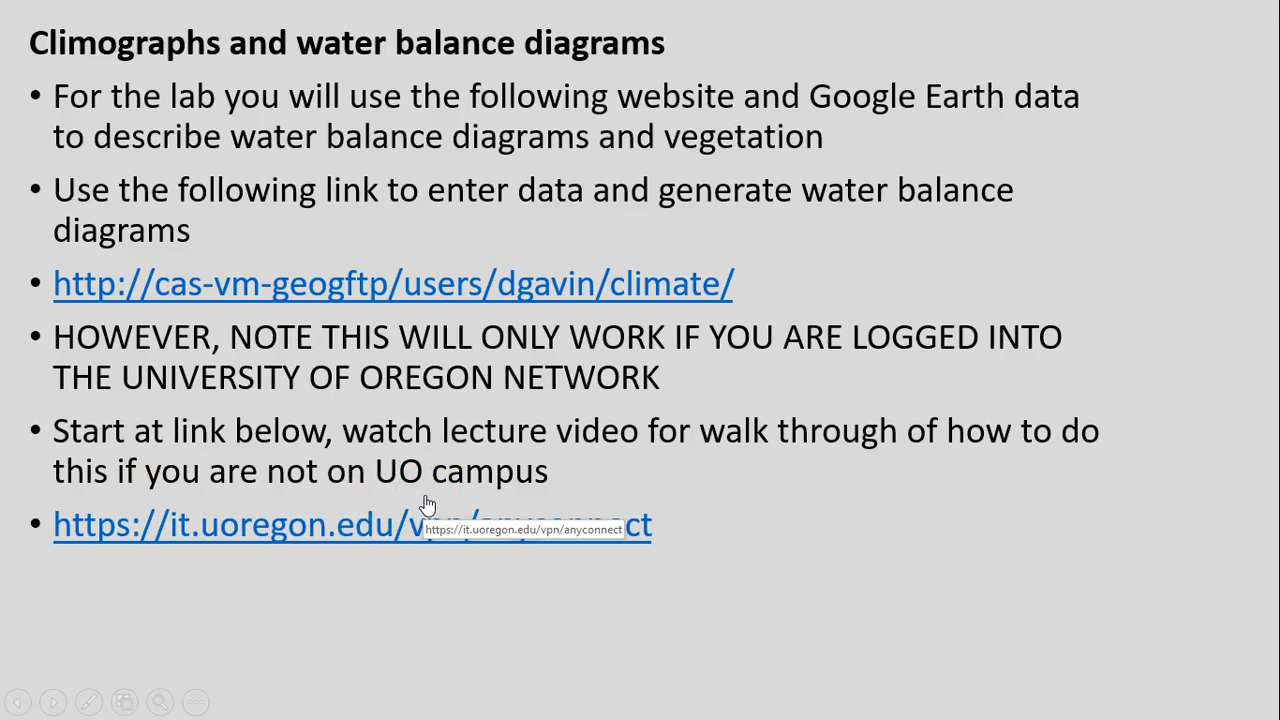 Climographs and water balance diagrams
• For the lab you will use the following website and Google Earth data
to describe water balance diagrams and vegetation
• Use the following link to enter data and generate water balance
diagrams
• http://cas-vm-geogftp/users/dgavin/climate/
• HOWEVER, NOTE THIS WILL ONLY WORK IF YOU ARE LOGGED INTO
THE UNIVERSITY OF OREGON NETWORK
• Start at link below, watch lecture video for walk through of how to do
this if you are not on UO campus
• https://it.uoregon.edu/vpn/anyconnect
https://it.uoregon.edu/vpn/anyconnect